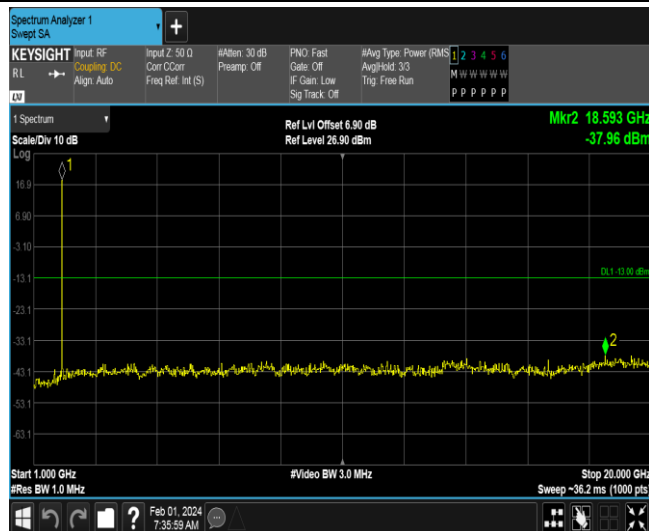 Spectrum Analyzer 1
Swept SA
+
KEYSIGHT
RL
LXI
Input: RF
Coupling: DC
Align: Auto
Input Z: 50 Ω
Corr CCorr
Freq Ref: Int (S)
#Atten: 30 dB
Preamp: Off
PNO: Fast
Gate: Off
IF Gain: Low
Sig Track: Off
#Avg Type: Power (RMS
Avg|Hold: 3/3
Trig: Free Run
1 2 3 4 5 6
M W W W W W
P P P P P P
1 Spectrum
Scale/Div 10 dB
Log
Ref Lvl Offset 6.90 dB
Ref Level 26.90 dBm
Mkr2 18.593 GHz
-37.96 dBm
1
16.9
6.90
-3.10
-13.1
DL1 -13.00 dBm
-23.1
-33.1
2
-43.1
-53.1
-63.1
Start 1.000 GHz
#Res BW 1.0 MHz
#Video BW 3.0 MHz
Stop 20.000 GHz
Sweep ~36.2 ms (1000 pts)
?
Feb 01, 2024
7:35:59 AM